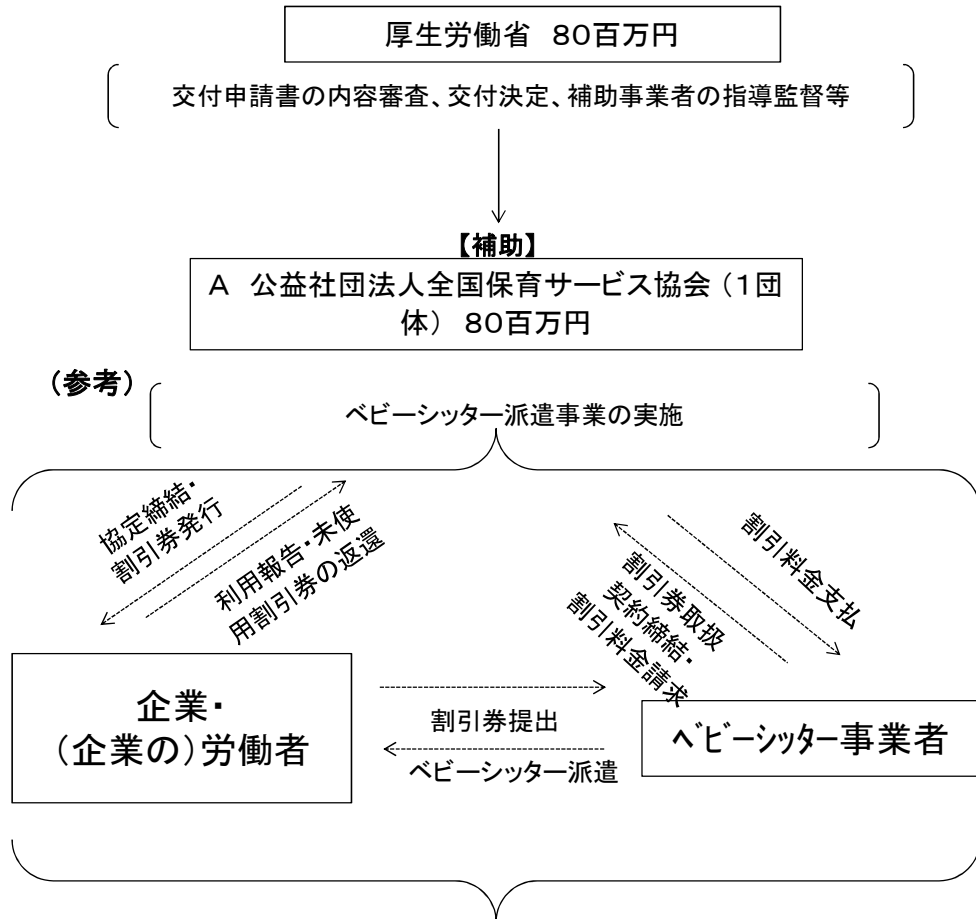 厚生労働省 80百万円
交付申請書の内容審査、交付決定、補助事業者の指導監督等
【補助】
A 公益社団法人全国保育サービス協会（１団
体） 80百万円
（参考）
ベビーシッター派遣事業の実施
協定締結・
割引券発行
利用報告・未使
用割引券の返還
割引券取扱
契約締結・
割引料金請求
割引料金支払
企業・
（企業の）労働者
割引券提出
ベビーシッター派遣
ベビーシッター事業者